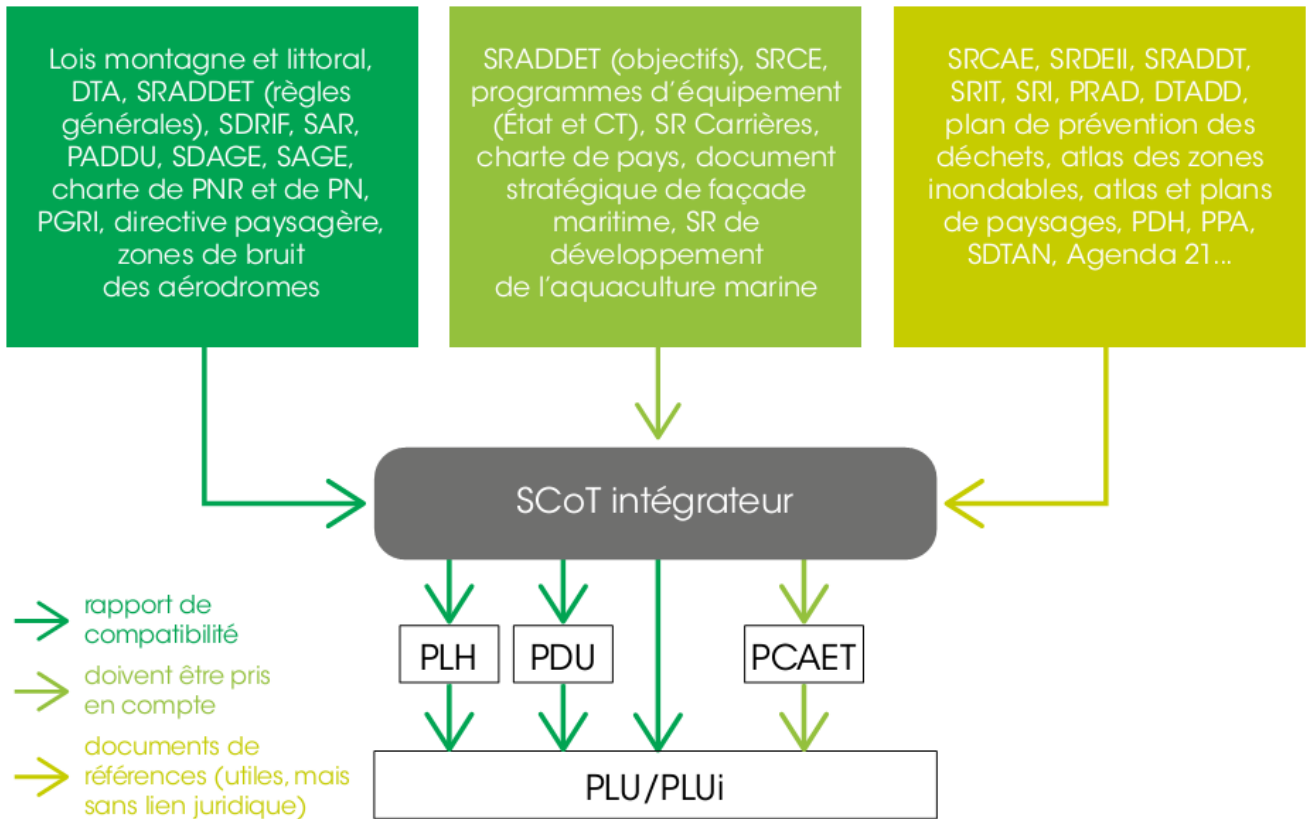 Lois montagne et littoral,
DTA, SRADDET (règles
générales), SDRIF, SAR,
PADDU, SDAGE, SAGE,
charte de PNR et de PN,
PGRI, directive paysagère,
zones de bruit
des aérodromes
SRADDET (objectifs), SRCE,
programmes d'équipement
(État et CT), SR Carrières,
charte de pays, document
stratégique de façade
maritime, SR de
développement
de l'aquaculture marine
SRCAE, SRDEII, SRADDT,
SRIT, SRI, PRAD, DTADD,
plan de prévention des
déchets, atlas des zones
inondables, atlas et plans
de paysages, PDH, PPA,
SDTAN, Agenda 21...
SCoT intégrateur
rapport de
compatibilité
doivent être pris
en compte
documents de
références (utiles, mais
sans lien juridique)
PLH
PDU
PCAET
PLU/PLUi